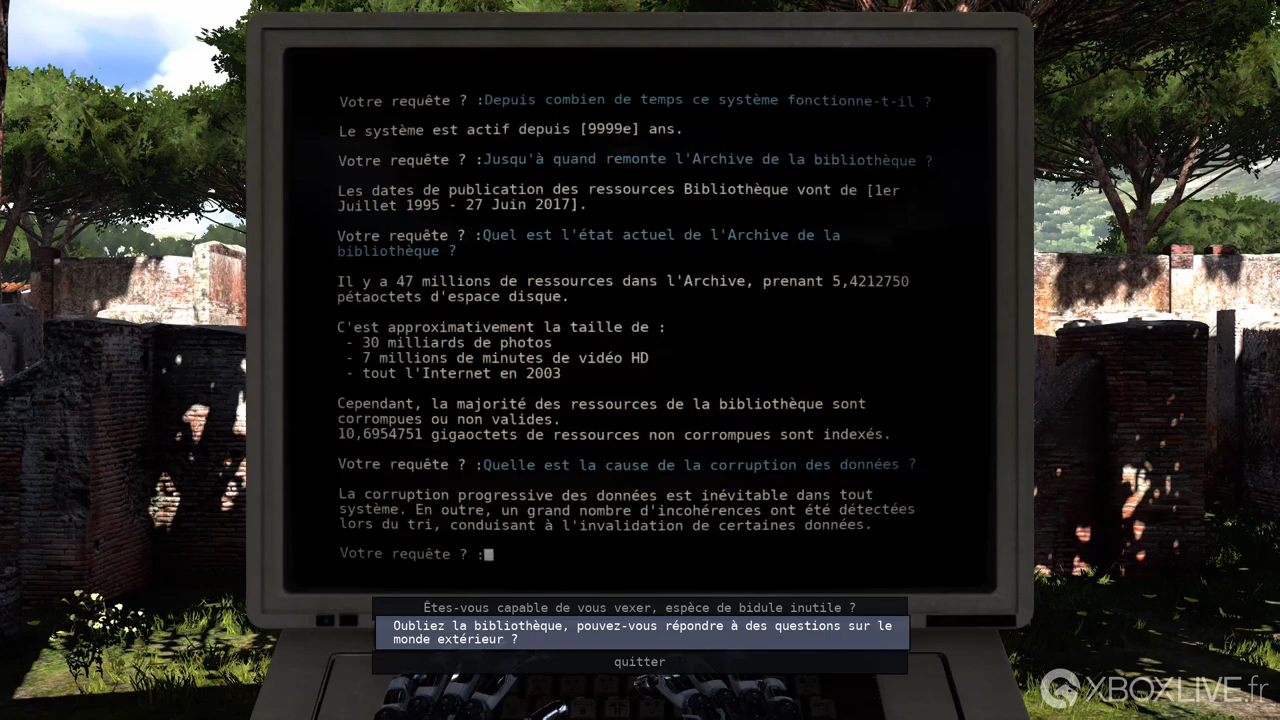 Votre requête ? :Depuis combien de temps ce système fonctionne-t-il ?
Le système est actif depuis [9999e] ans.
Votre requête ? :Jusqu'à quand remonte l'Archive de la bibliothèque ?
Les dates de publication des ressources Bibliothèque vont de [1er
Juillet 1995 - 27 Juin 2017].
Votre requête ? :Quel est l'état actuel de l'Archive de la
bibliothèque ?
Il y a 47 millions de ressources dans l'Archive, prenant 5,4212750
pétaoctets d'espace disque.
C'est approximativement la taille de :
- 30 milliards de photos
- 7 millions de minutes de vidéo HD
- tout l'Internet en 2003
Cependant, la majorité des ressources de la bibliothèque sont
corrompues ou non valides.
10,6954751 gigaoctets de ressources non corrompues sont indexés.
Votre requête ? :Quelle est la cause de la corruption des données ?
La corruption progressive des données est inévitable dans tout
système. En outre, un grand nombre d'incohérences ont été détectées
lors du tri, conduisant à l'invalidation de certaines données.
Votre requête ? :
Êtes-vous capable de vous vexer, espèce de bidule inutile ?
Oubliez la bibliothèque, pouvez-vous répondre à des questions sur le
monde extérieur ?
quitter
XBOXLIVE.fr